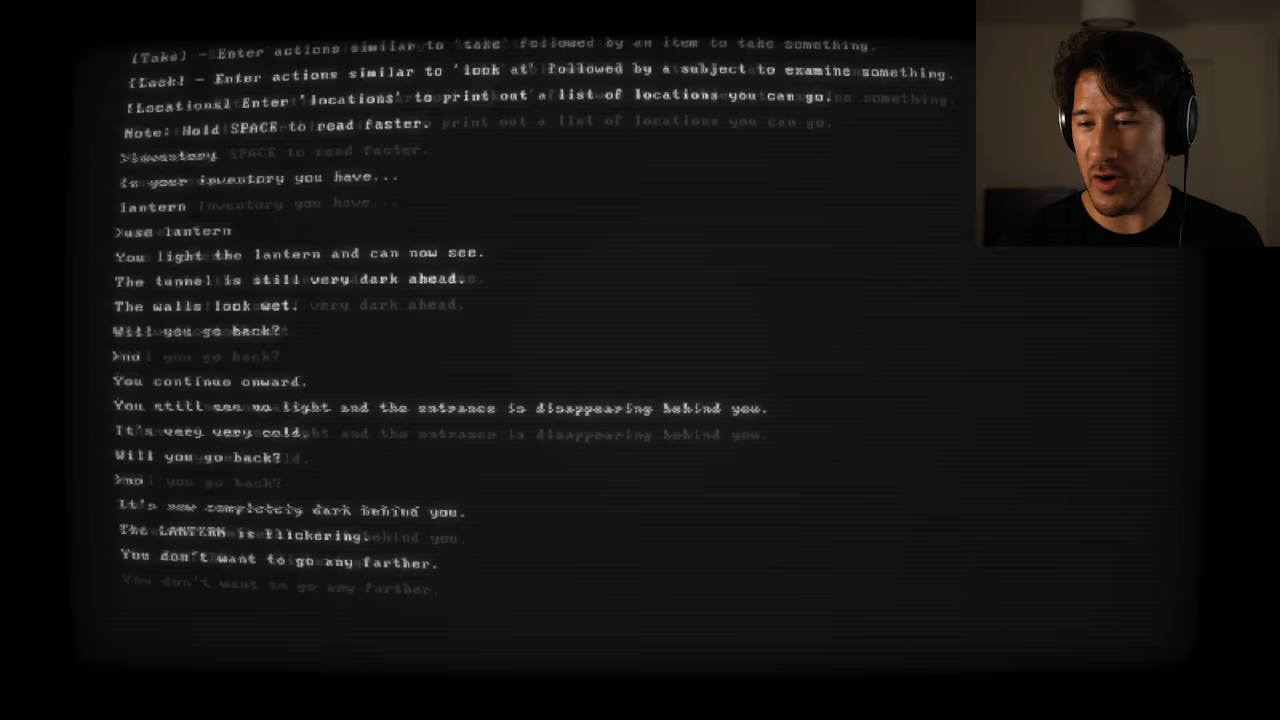 [Take] - Enter actions similar to 'take' followed by an item to take something.
[Look] - Enter actions similar to 'look at' followed by a subject to examine something.
[Locations] Enter 'locations' to print out a list of locations you can go.
Note: Hold SPACE to read faster.
>inventory
In your inventory you have...
lantern
>use lantern
You light the lantern and can now see.
The tunnel is still very dark ahead.
The walls look wet.
Will you go back?
>no
You continue onward.
You still see no light and the entrance is disappearing behind you.
It's very very cold.
Will you go back?
>no
It's now completely dark behind you.
The LANTERN is flickering.
You don't want to go any farther.